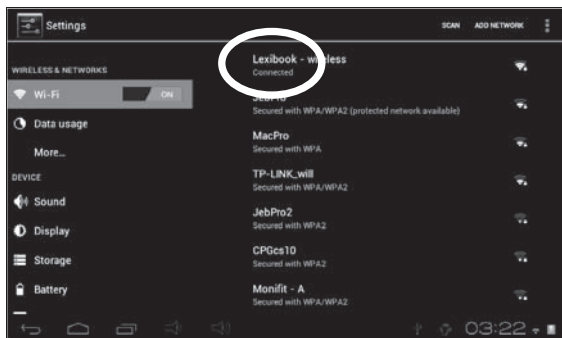 Settings
SCAN ADD NETWORK
WIRELESS & NETWORKS
Wi-Fi ON
Data usage
More...
DEVICE
Sound
Display
Storage
Battery
Lexibook - wireless
Connected
JebPro
Secured with WPA/WPA2 (protected network available)
MacPro
Secured with WPA
TP-LINK_will
Secured with WPA/WPA2
JebPro2
Secured with WPA2
CPGcs10
Secured with WPA2
Monifit - A
Secured with WPA/WPA2
03:22